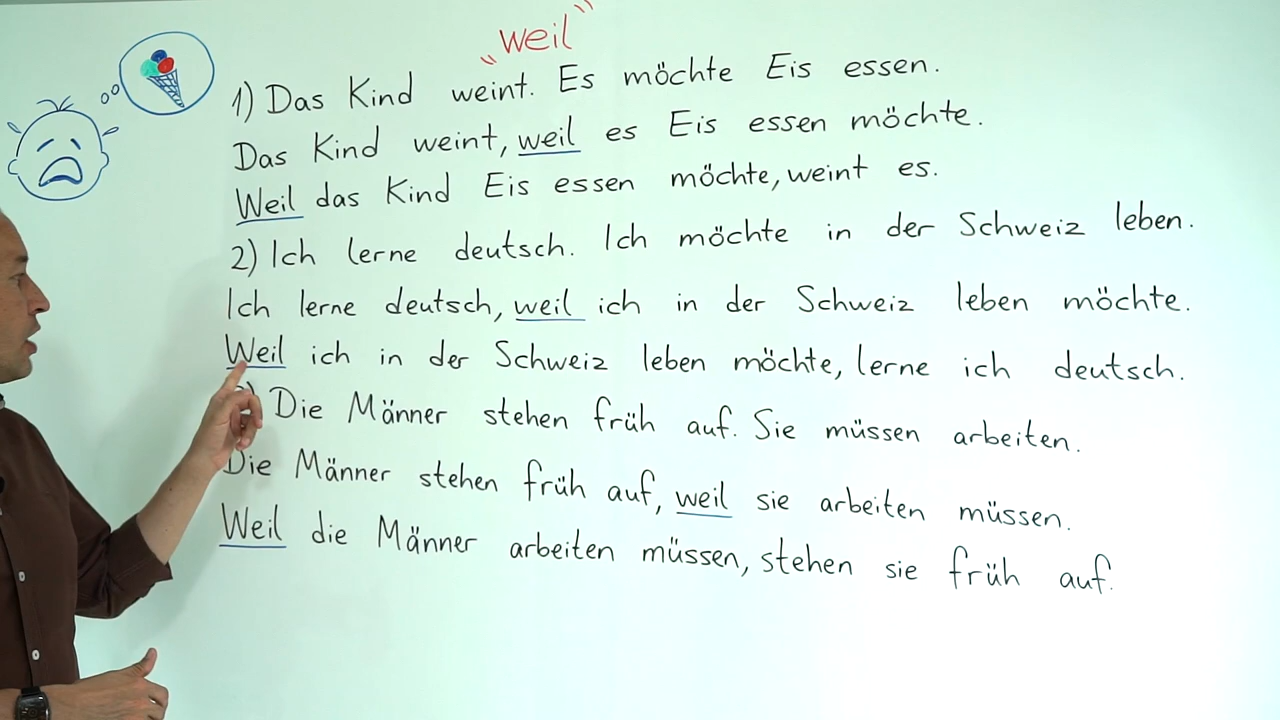 "weil"
1) Das Kind weint. Es möchte Eis essen.
Das Kind weint, weil es Eis essen möchte.
Weil das Kind Eis essen möchte, weint es.
2) Ich lerne deutsch. Ich möchte in der Schweiz leben.
Ich lerne deutsch, weil ich in der Schweiz leben möchte.
Weil ich in der Schweiz leben möchte, lerne ich deutsch.
Die Männer stehen früh auf. Sie müssen arbeiten.
Die Männer stehen früh auf, weil sie arbeiten müssen.
Weil die Männer arbeiten müssen, stehen sie früh auf.